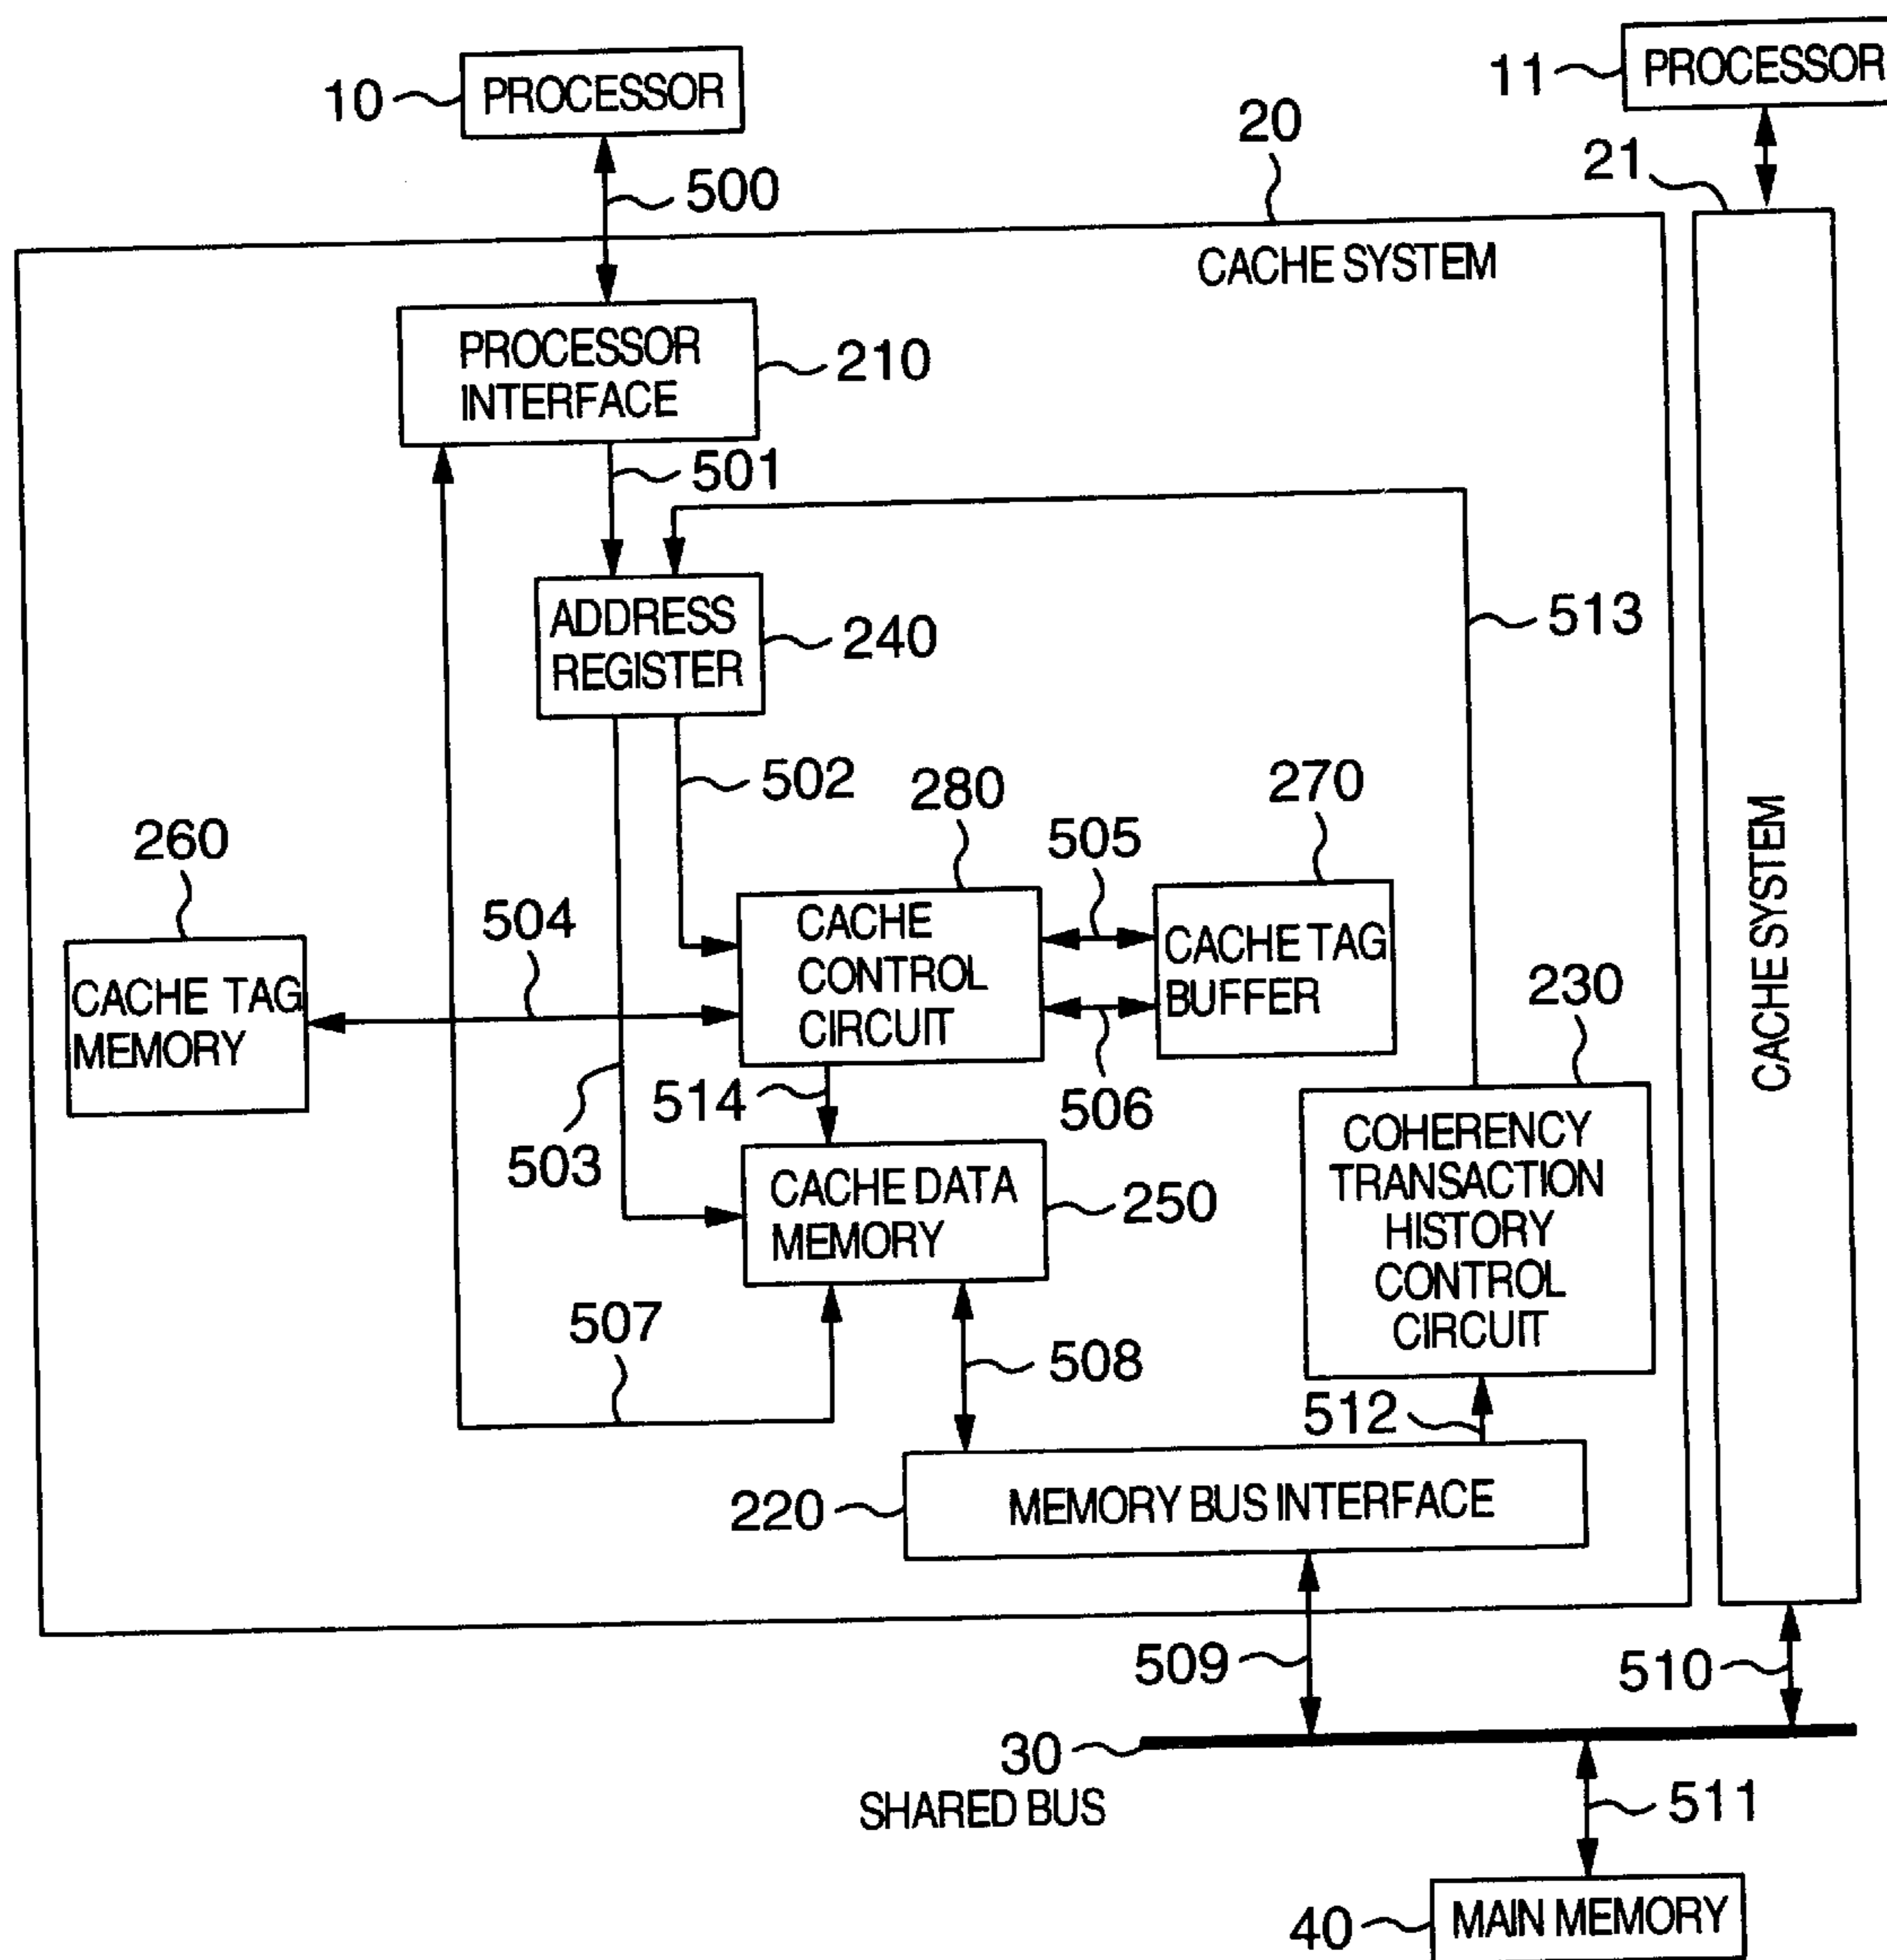 10
PROCESSOR
11
PROCESSOR
500
20
21
CACHE SYSTEM
PROCESSOR
INTERFACE
210
501
ADDRESS
REGISTER
240
513
502
280
270
260
505
504
CACHE TAG
MEMORY
CACHE
CONTROL
CIRCUIT
CACHE TAG
BUFFER
230
CACHE SYSTEM
503
514
506
CACHE DATA
MEMORY
250
COHERENCY
TRANSACTION
HISTORY
CONTROL
CIRCUIT
507
508
512
220
MEMORY BUS INTERFACE
509
510
30
SHARED BUS
511
40
MAIN MEMORY